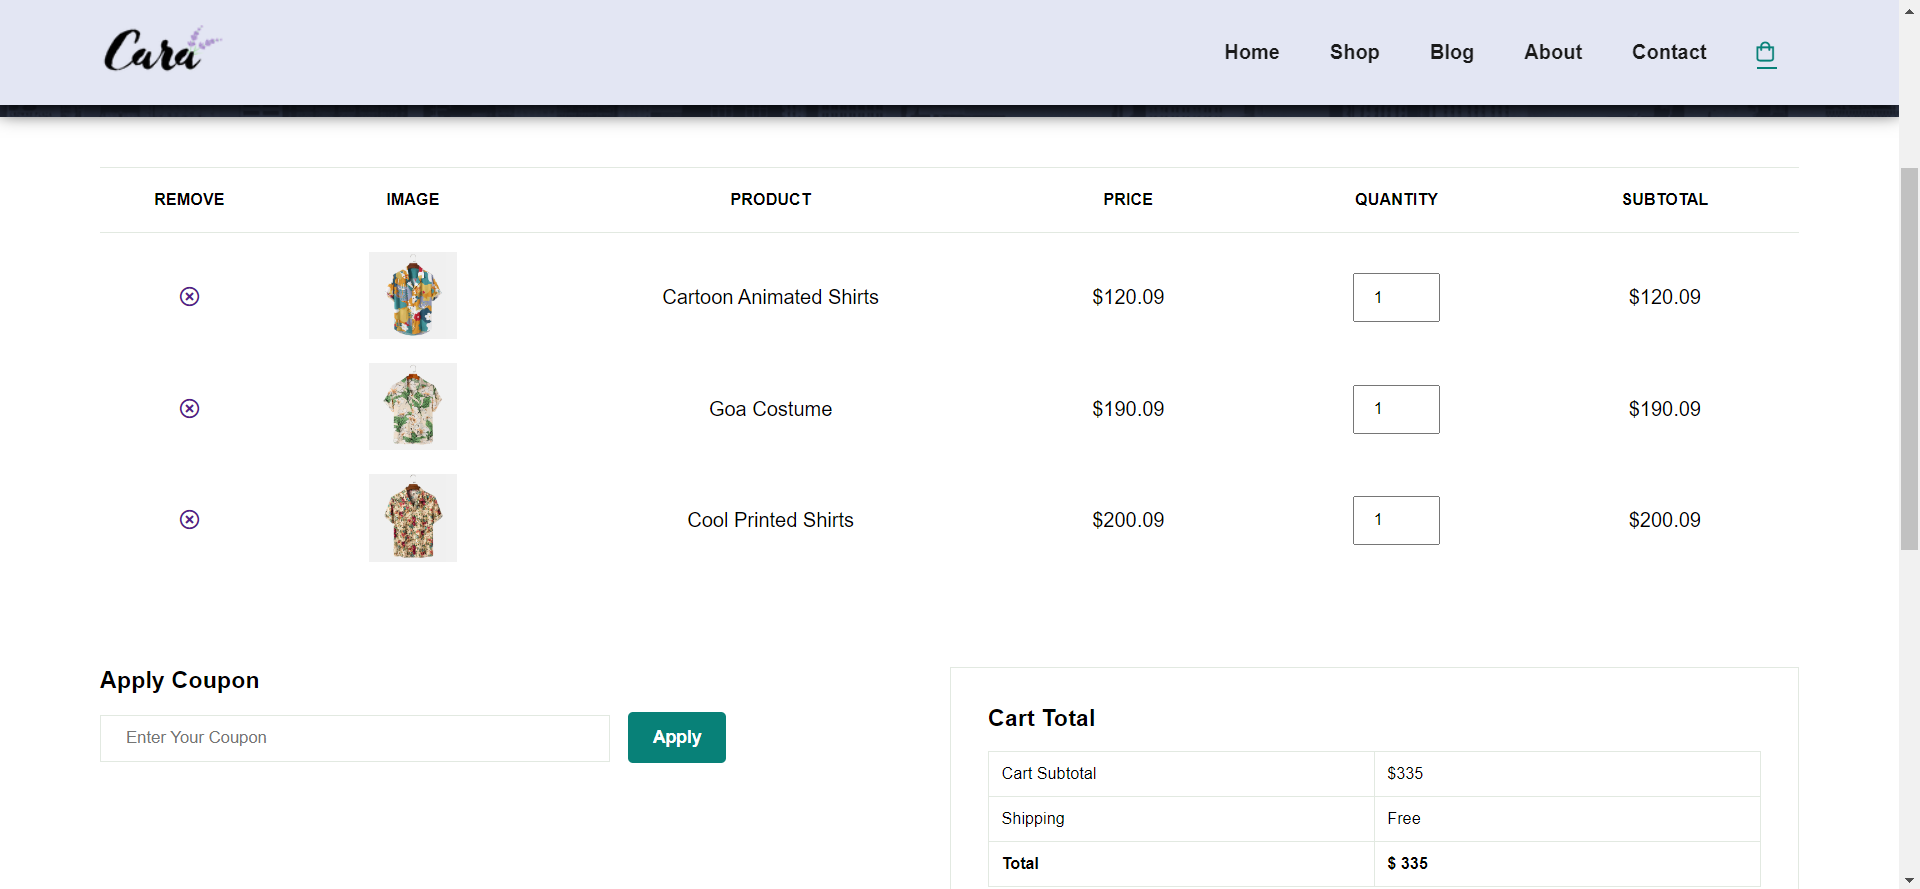 Cara
Home Shop Blog About Contact
REMOVE IMAGE PRODUCT PRICE QUANTITY SUBTOTAL
Cartoon Animated Shirts $120.09 1 $120.09
Goa Costume $190.09 1 $190.09
Cool Printed Shirts $200.09 1 $200.09
Apply Coupon
Enter Your Coupon Apply
Cart Total
Cart Subtotal $335
Shipping Free
Total $ 335